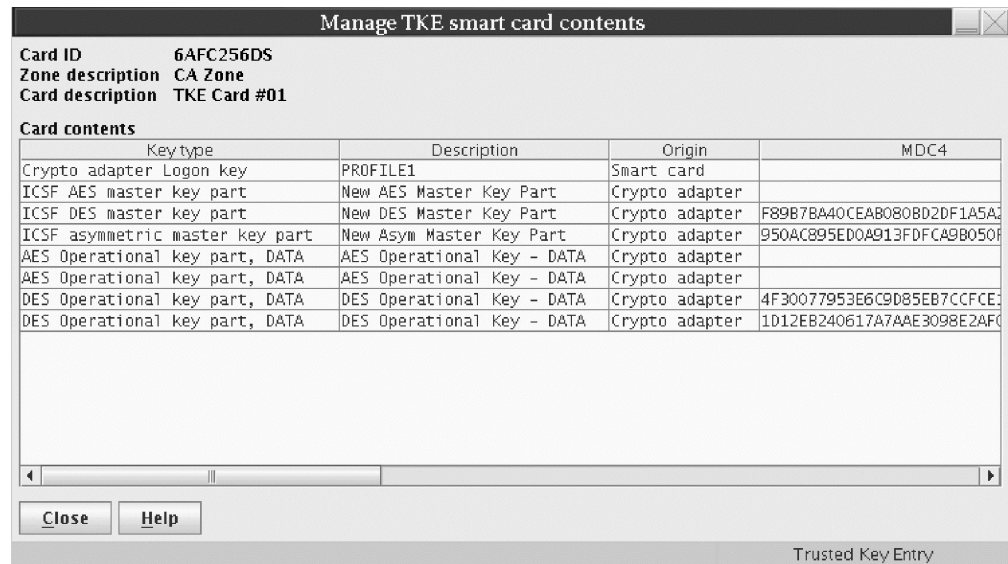 Manage TKE smart card contents
Card ID 6AFC256DS
Zone description CA Zone
Card description TKE Card #01
Card contents
Key type Description Origin MDC4
Crypto adapter Logon key PROFILE1 Smart card
ICSF AES master key part New AES Master Key Part Crypto adapter
ICSF DES master key part New DES Master Key Part Crypto adapter
ICSF asymmetric master key part New Asym Master Key Part Crypto adapter
AES Operational key part, DATA AES Operational Key - DATA Crypto adapter
AES Operational key part, DATA AES Operational Key - DATA Crypto adapter
DES Operational key part, DATA DES Operational Key - DATA Crypto adapter
DES Operational key part, DATA DES Operational Key - DATA Crypto adapter
Close Help
Trusted Key Entry